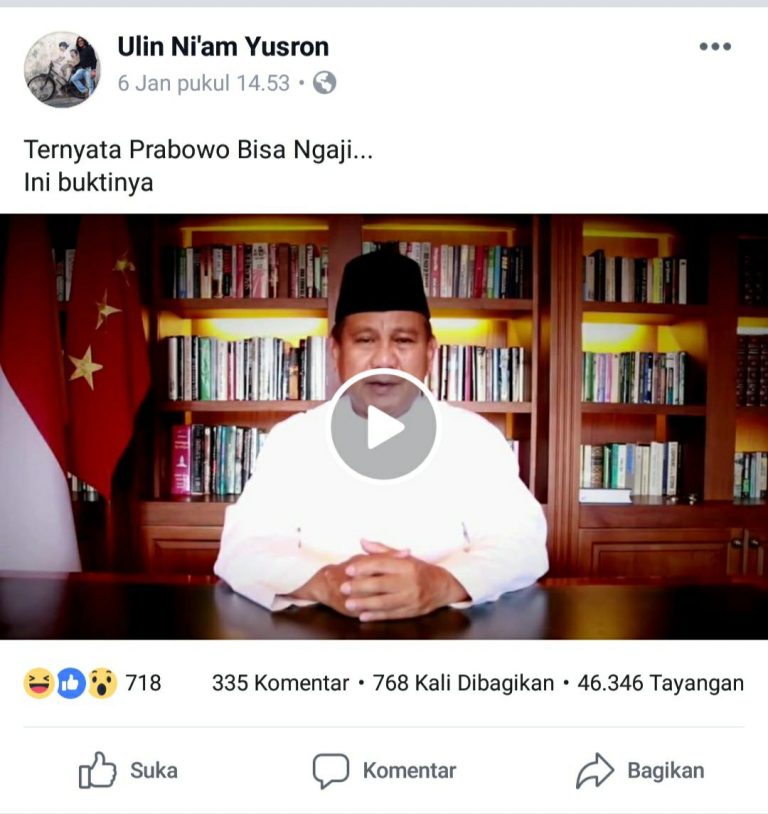 Ulin Ni'am Yusron
6 Jan pukul 14.53 •
Ternyata Prabowo Bisa Ngaji...
Ini buktinya
718 335 Komentar • 768 Kali Dibagikan • 46.346 Tayangan
Suka Komentar Bagikan